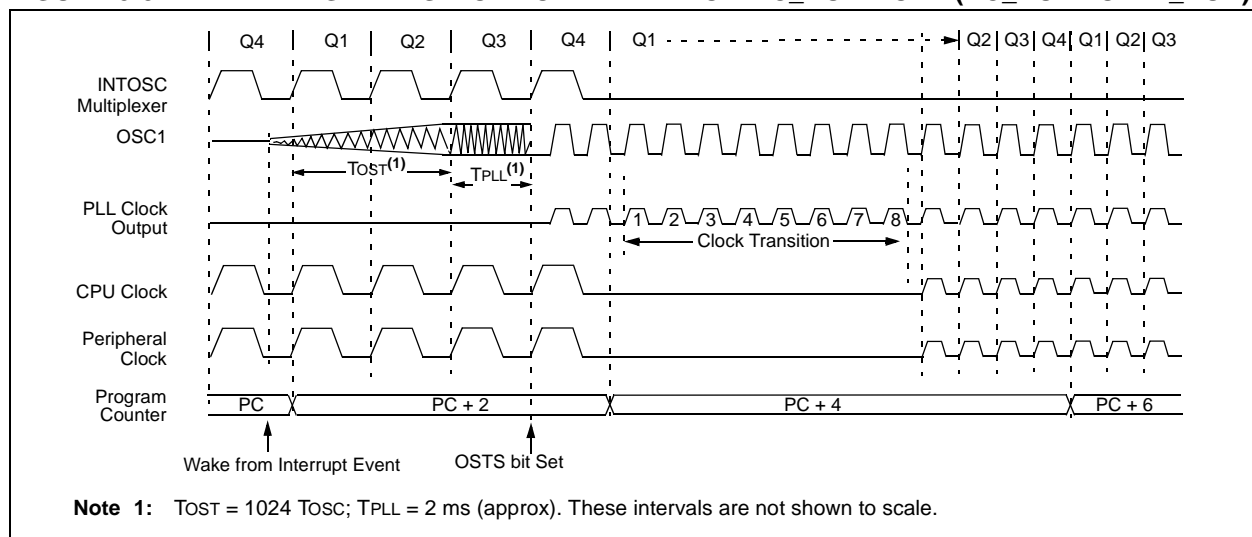 Q4 Q1 Q2 Q3 Q4 Q1 Q2 Q3 Q4 Q1 Q2 Q3
INTOSC
Multiplexer
OSC1
TOST(1)
TPLL(1)
PLL Clock
Output
1 2 3 4 5 6 7 8
Clock Transition
CPU Clock
Peripheral
Clock
Program
Counter
PC PC + 2 PC + 4 PC + 6
Wake from Interrupt Event
OSTS bit Set
Note 1: TOST = 1024 TOSC; TPLL = 2 ms (approx). These intervals are not shown to scale.